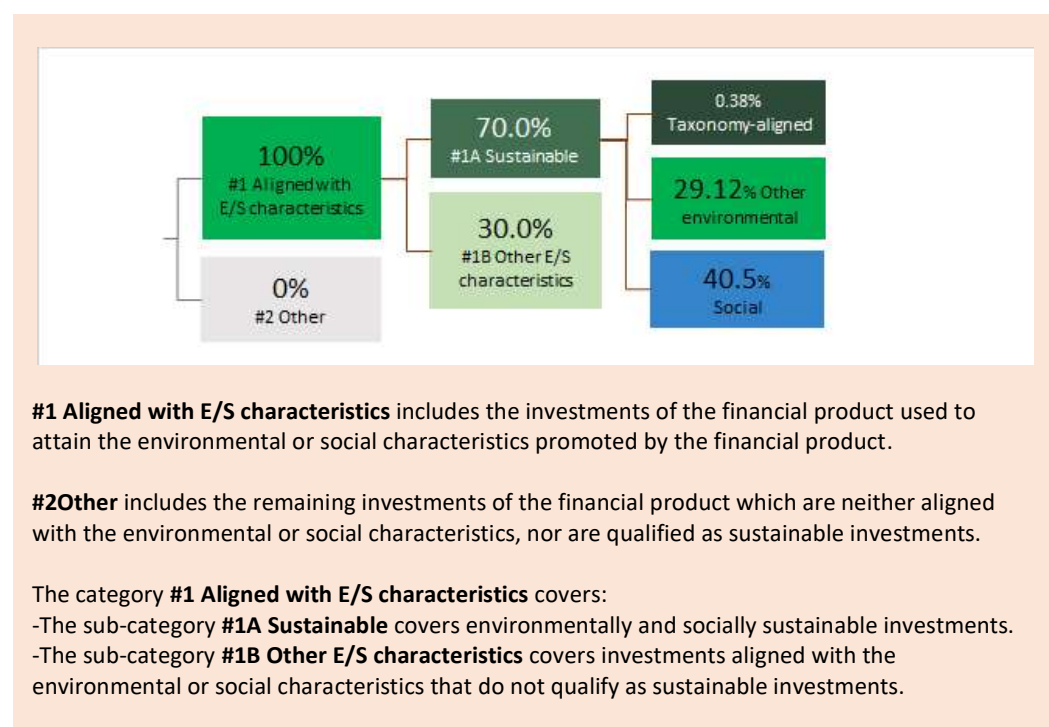 100%
#1 Aligned with
E/S characteristics
0%
#2 Other
70.0%
#1A Sustainable
30.0%
#1B Other E/S
characteristics
0.38%
Taxonomy-aligned
29.12% Other
environmental
40.5%
Social
#1 Aligned with E/S characteristics includes the investments of the financial product used to
attain the environmental or social characteristics promoted by the financial product.
#2Other includes the remaining investments of the financial product which are neither aligned
with the environmental or social characteristics, nor are qualified as sustainable investments.
The category #1 Aligned with E/S characteristics covers:
-The sub-category #1A Sustainable covers environmentally and socially sustainable investments.
-The sub-category #1B Other E/S characteristics covers investments aligned with the
environmental or social characteristics that do not qualify as sustainable investments.